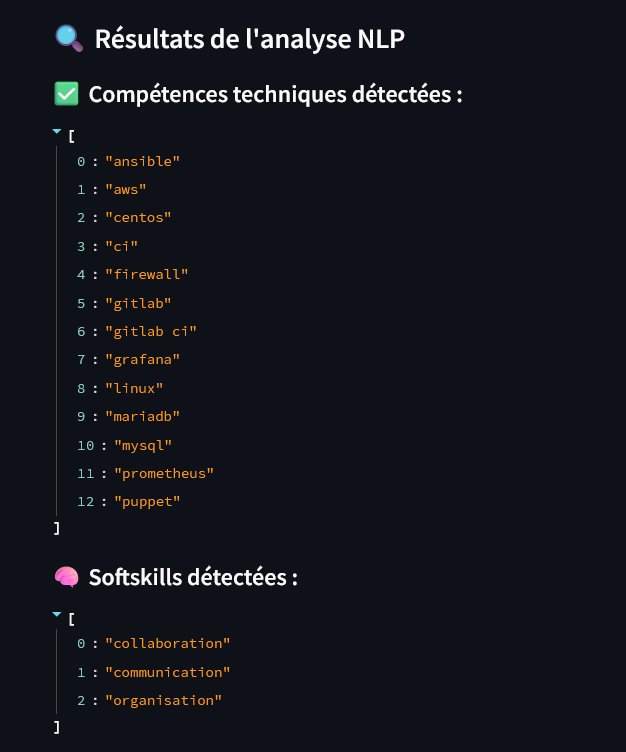 🔍 Résultats de l'analyse NLP
✅ Compétences techniques détectées :
[
0 : "ansible"
1 : "aws"
2 : "centos"
3 : "ci"
4 : "firewall"
5 : "gitlab"
6 : "gitlab ci"
7 : "grafana"
8 : "linux"
9 : "mariadb"
10 : "mysql"
11 : "prometheus"
12 : "puppet"
]
🧠 Softskills détectées :
[
0 : "collaboration"
1 : "communication"
2 : "organisation"
]